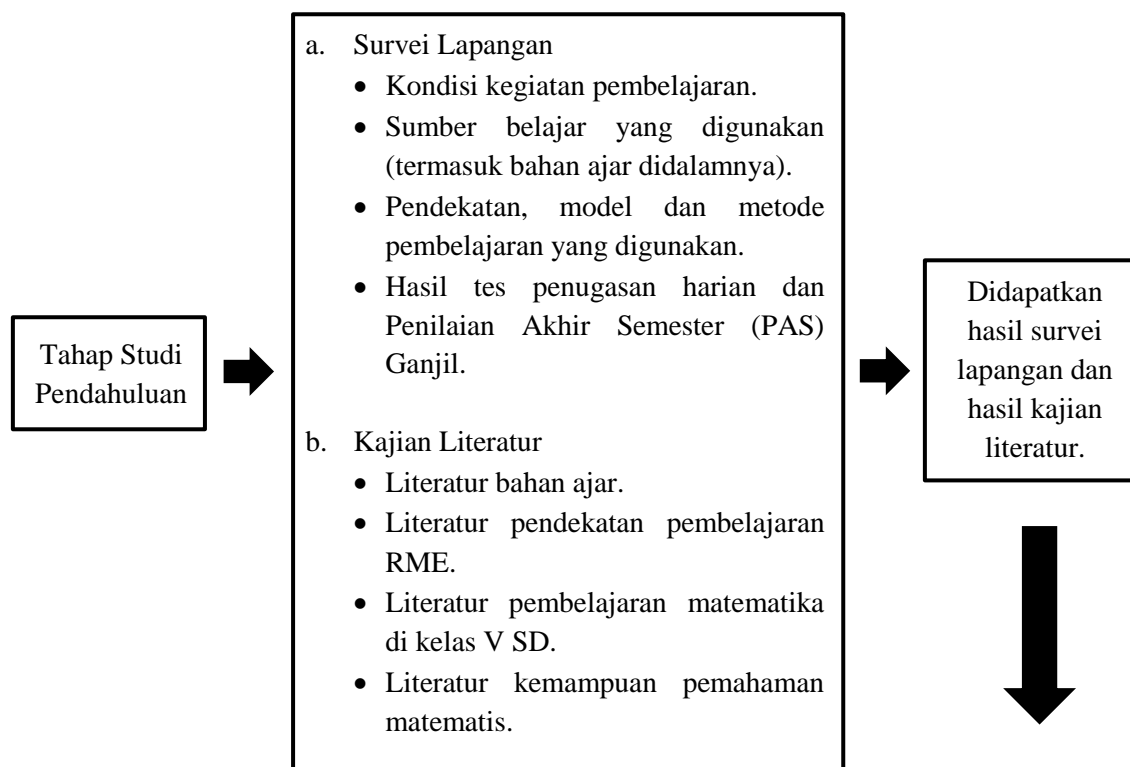 Tahap Studi
Pendahuluan
a. Survei Lapangan
• Kondisi kegiatan pembelajaran.
• Sumber belajar yang digunakan
(termasuk bahan ajar didalamnya).
• Pendekatan, model dan metode
pembelajaran yang digunakan.
• Hasil tes penugasan harian dan
Penilaian Akhir Semester (PAS)
Ganjil.
b. Kajian Literatur
• Literatur bahan ajar.
• Literatur pendekatan pembelajaran
RME.
• Literatur pembelajaran matematika
di kelas V SD.
• Literatur kemampuan pemahaman
matematis.
Didapatkan
hasil survei
lapangan dan
hasil kajian
literatur.